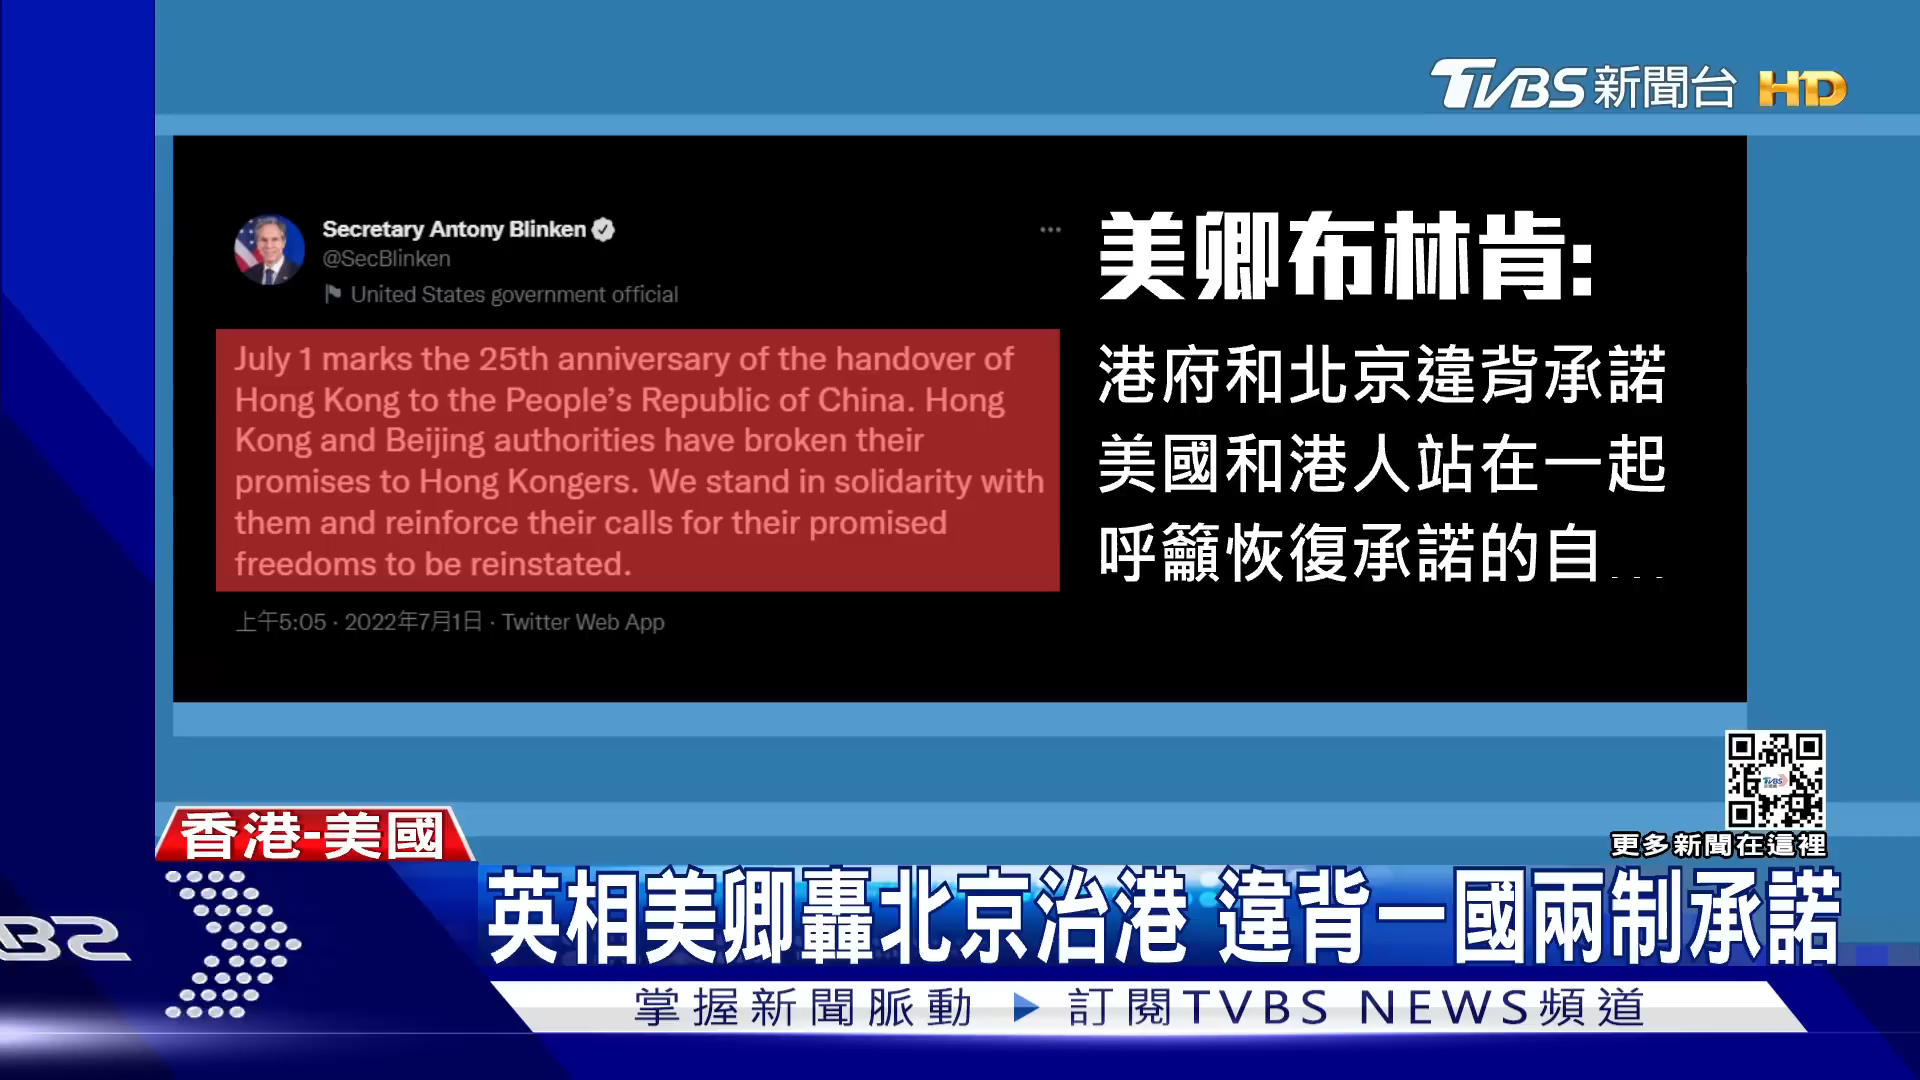 TVBS新聞台 HD
Secretary Antony Blinken
@SecBlinken
United States government official
July 1 marks the 25th anniversary of the handover of
Hong Kong to the People's Republic of China. Hong
Kong and Beijing authorities have broken their
promises to Hong Kongers. We stand in solidarity with
them and reinforce their calls for their promised
freedoms to be reinstated.
上午5:05 · 2022年7月1日 · Twitter Web App
美卿布林肯:
港府和北京違背承諾
美國和港人站在一起
呼籲恢復承諾的自...
TVBS
更多新聞在這裡
香港-美國
英相美卿轟北京治港 違背一國兩制承諾
掌握新聞脈動 ▶ 訂閱TVBS NEWS頻道